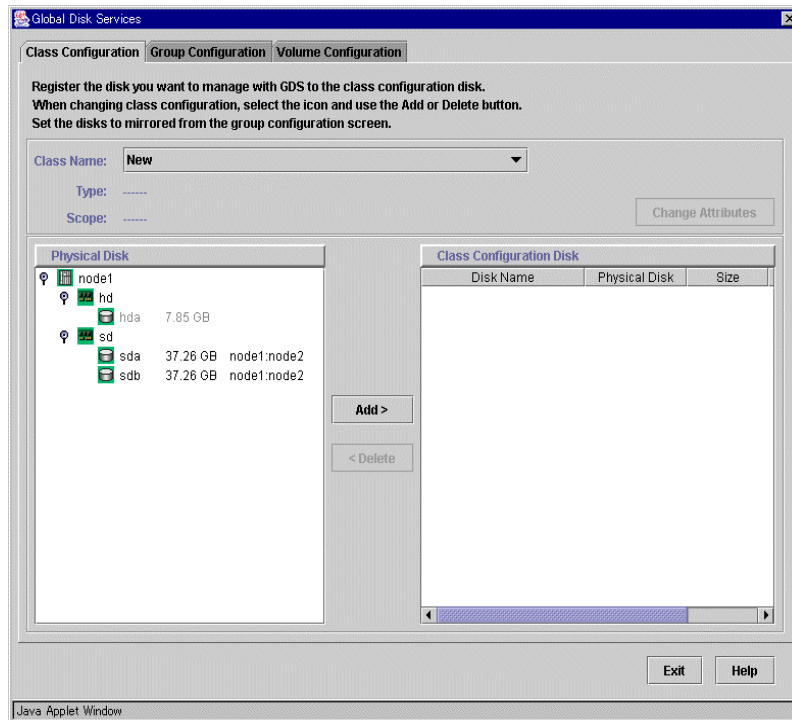 Global Disk Services
Class Configuration Group Configuration Volume Configuration
Register the disk you want to manage with GDS to the class configuration disk.
When changing class configuration, select the icon and use the Add or Delete button.
Set the disks to mirrored from the group configuration screen.
Class Name: New
Type: ------
Scope: ------
Change Attributes
Physical Disk
node1
hd
hda 7.85 GB
sd
sda 37.26 GB node1:node2
sdb 37.26 GB node1:node2
Add >
< Delete
Class Configuration Disk
Disk Name Physical Disk Size
Exit Help
Java Applet Window